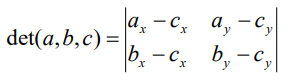 det(a,b,c) = |a_x − c_x   a_y − c_y|
|b_x − c_x   b_y − c_y|